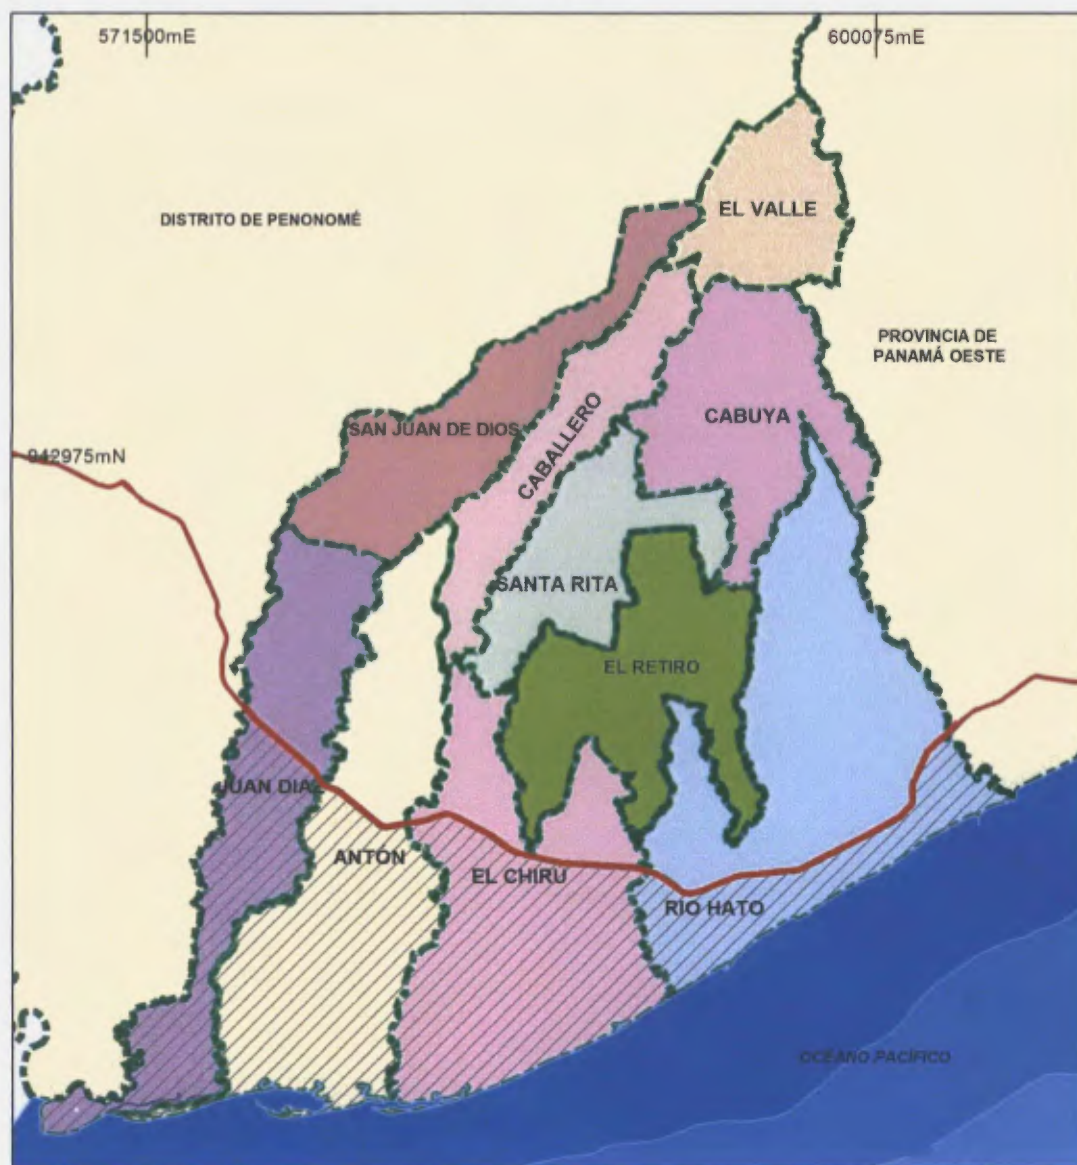 571500mE
600075mE
EL VALLE
DISTRITO DE PENONOMÉ
PROVINCIA DE
PANAMÁ OESTE
CABUYA
CABALLERO
SAN JUAN DE DIOS
942975mN
SANTA RITA
EL RETIRO
JUAN DIAZ
ANTÓN
EL CHIRU
RIO HATO
OCÉANO PACÍFICO